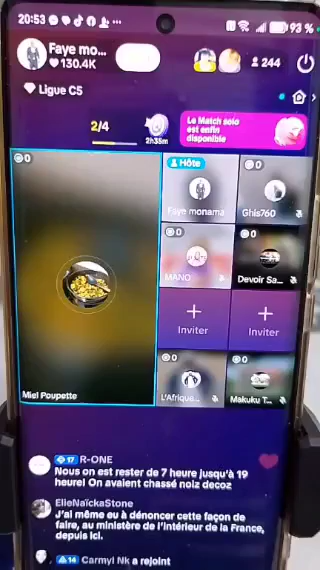 20:53
93 %
Faye mo...
130.4K
244
Ligue C5
2/4
2h35m
Le Match solo
est enfin
disponible
0
Hôte
0
Faye monama
Ghis760
0
0
MANO
Devoir Sa...
+
Inviter
+
Inviter
0
0
Miel Poupette
L'Afrique...
Makuku T...
17 R-ONE
Nous on est rester de 7 heure jusqu'à 19
heure! On avaient chassé noiz decoz
ElieNaïckaStone
J'ai même eu à dénoncer cette façon de
faire, au ministère de l'intérieur de la France,
depuis ici.
14 Carmyl Nk a rejoint